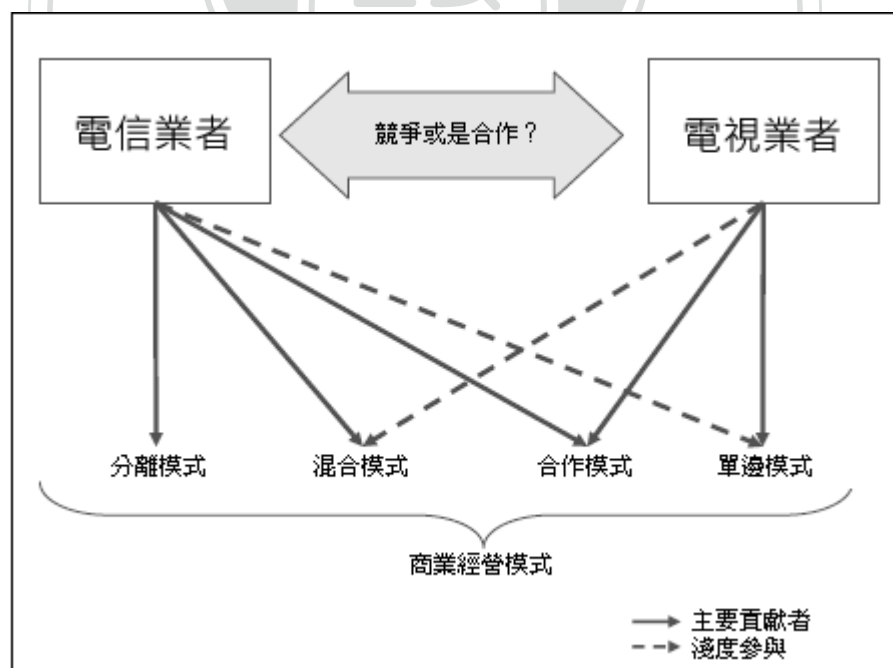 電信業者
競爭或是合作？
電視業者
分離模式
混合模式
合作模式
單邊模式
商業經營模式
主要貢獻者
淺度參與